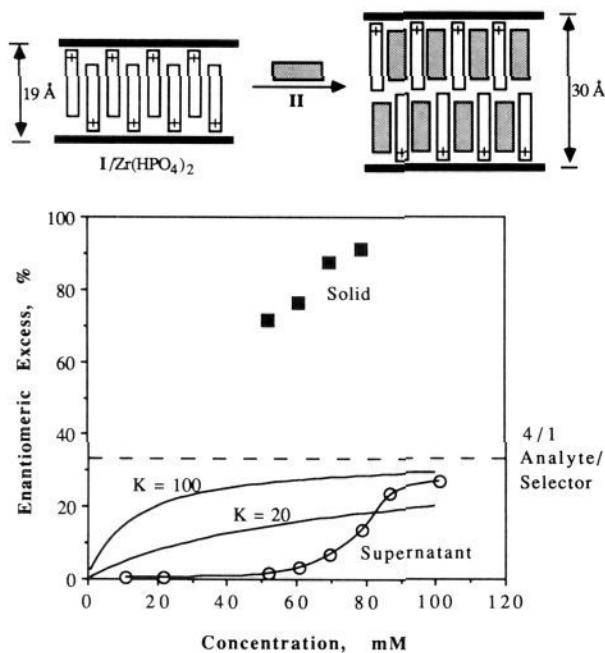 19 Å
II
30 Å
I/Zr(HPO4)2
+ + + +
+ + + +
+ + + +
+ + + +
Enantiomeric Excess, %
100
80
60
40
20
0
Solid
4/1
Analyte/
Selector
K = 100
K = 20
Supernatant
0 20 40 60 80 100 120
Concentration, mM